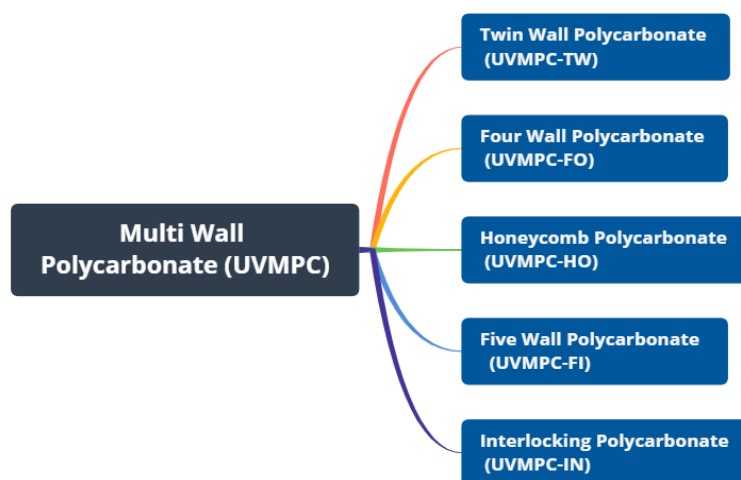 Twin Wall Polycarbonate
(UVMPC-TW)
Four Wall Polycarbonate
(UVMPC-FO)
Multi Wall
Polycarbonate (UVMPC)
Honeycomb Polycarbonate
(UVMPC-HO)
Five Wall Polycarbonate
(UVMPC-FI)
Interlocking Polycarbonate
(UVMPC-IN)